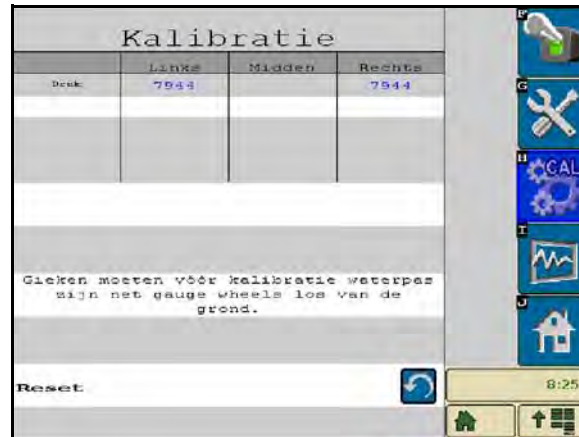 Kalibratie
Links Midden Rechts
Druk 7944 7944
Gieken moeten vóór kalibratie waterpas
zijn net gauge wheels los van de
grond.
Reset
F
G
H
CAL
I
J
8:25